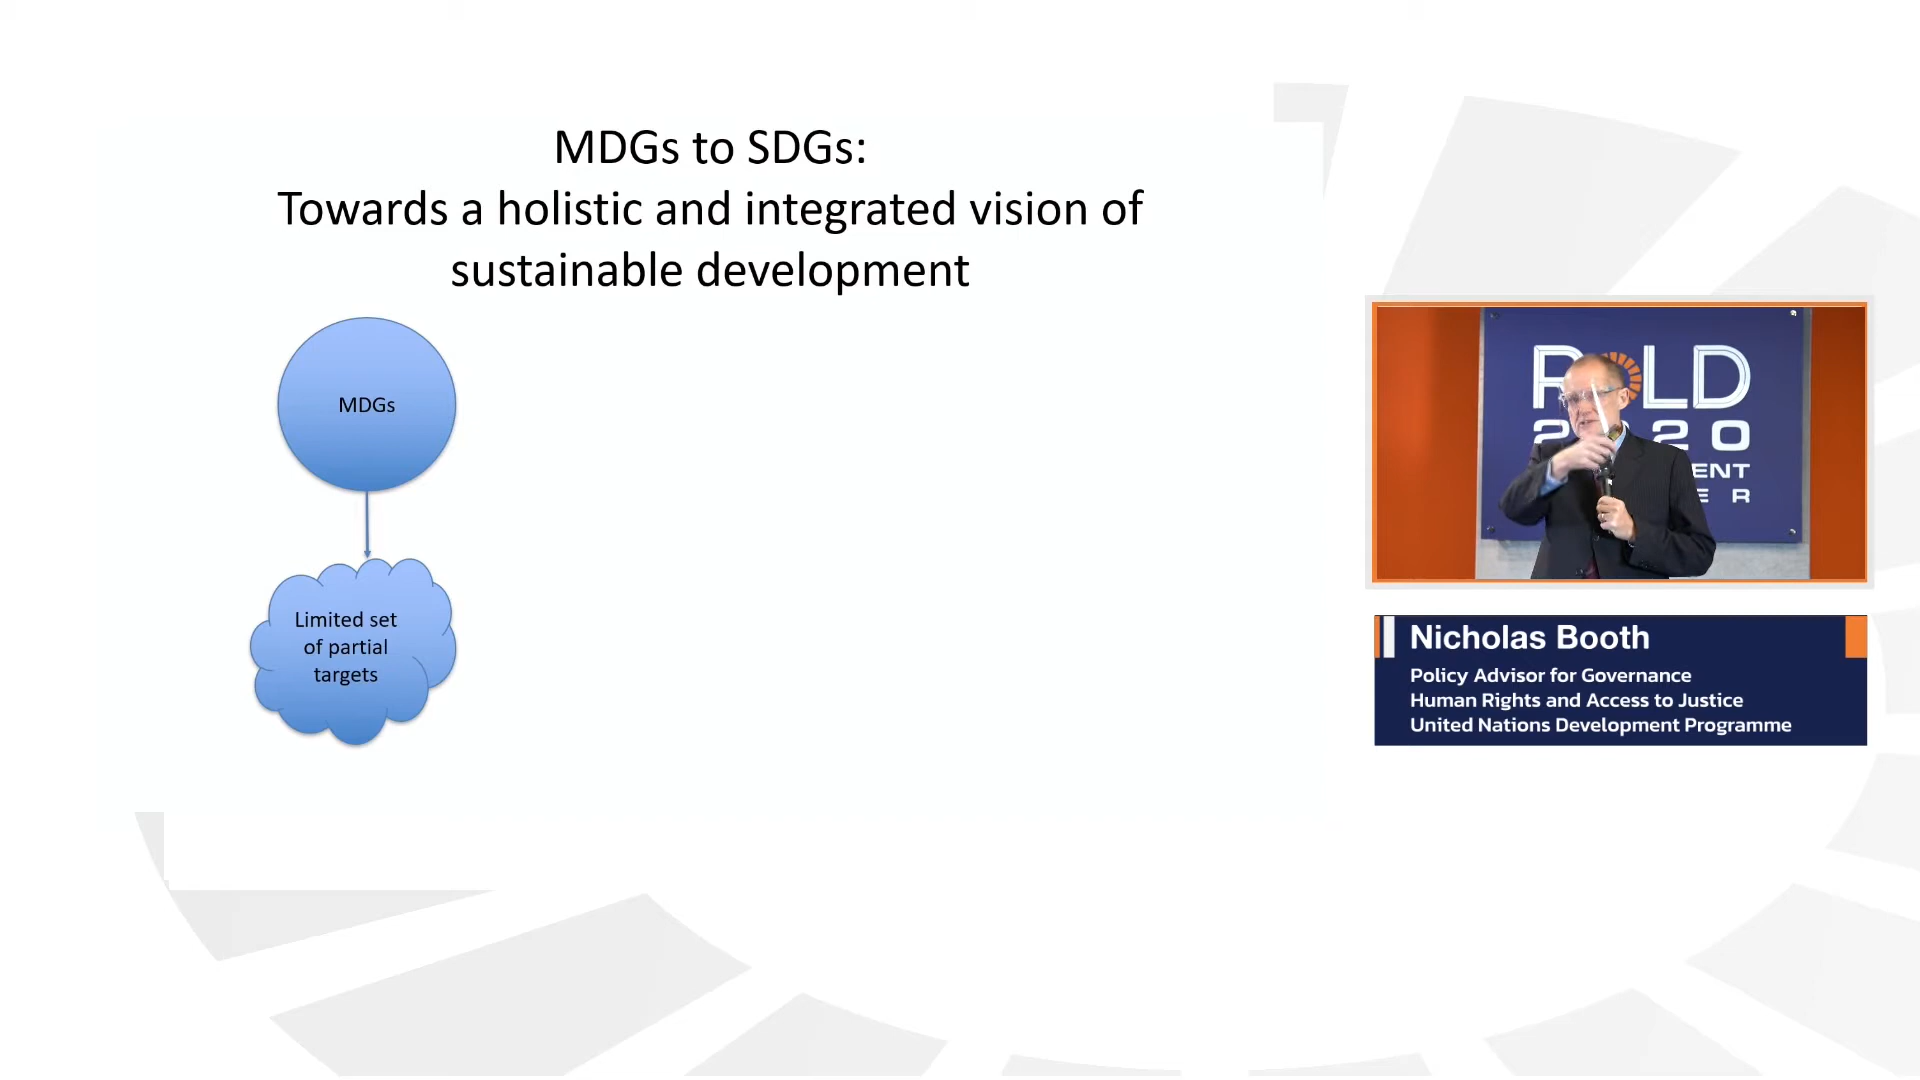 MDGs to SDGs:
Towards a holistic and integrated vision of
sustainable development
MDGs
Limited set
of partial
targets
Nicholas Booth
Policy Advisor for Governance
Human Rights and Access to Justice
United Nations Development Programme